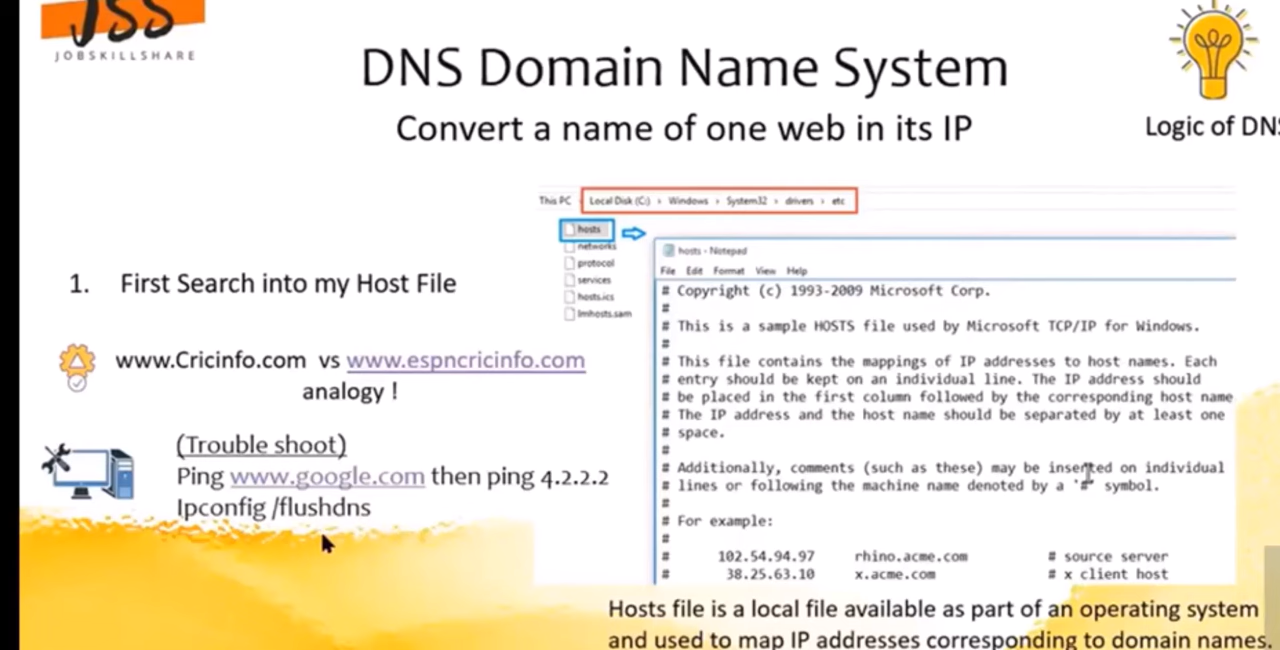 JSS
JOBSKILLSHARE
DNS Domain Name System
Convert a name of one web in its IP
Logic of DNS
This PC Local Disk (C:) › Windows › System32 › drivers › etc
hosts
networks
protocol
services
hosts.ics
lmhosts.sam
hosts - Notepad
File Edit Format View Help
# Copyright (c) 1993-2009 Microsoft Corp.
#
# This is a sample HOSTS file used by Microsoft TCP/IP for Windows.
#
# This file contains the mappings of IP addresses to host names. Each
# entry should be kept on an individual line. The IP address should
# be placed in the first column followed by the corresponding host name
# The IP address and the host name should be separated by at least one
# space.
#
# Additionally, comments (such as these) may be inserted on individual
# lines or following the machine name denoted by a '#' symbol.
#
# For example:
#
# 102.54.94.97 rhino.acme.com # source server
# 38.25.63.10 x.acme.com # x client host
1. First Search into my Host File
www.Cricinfo.com vs www.espncricinfo.com
analogy !
(Trouble shoot)
Ping www.google.com then ping 4.2.2.2
Ipconfig /flushdns
Hosts file is a local file available as part of an operating system
and used to map IP addresses corresponding to domain names.